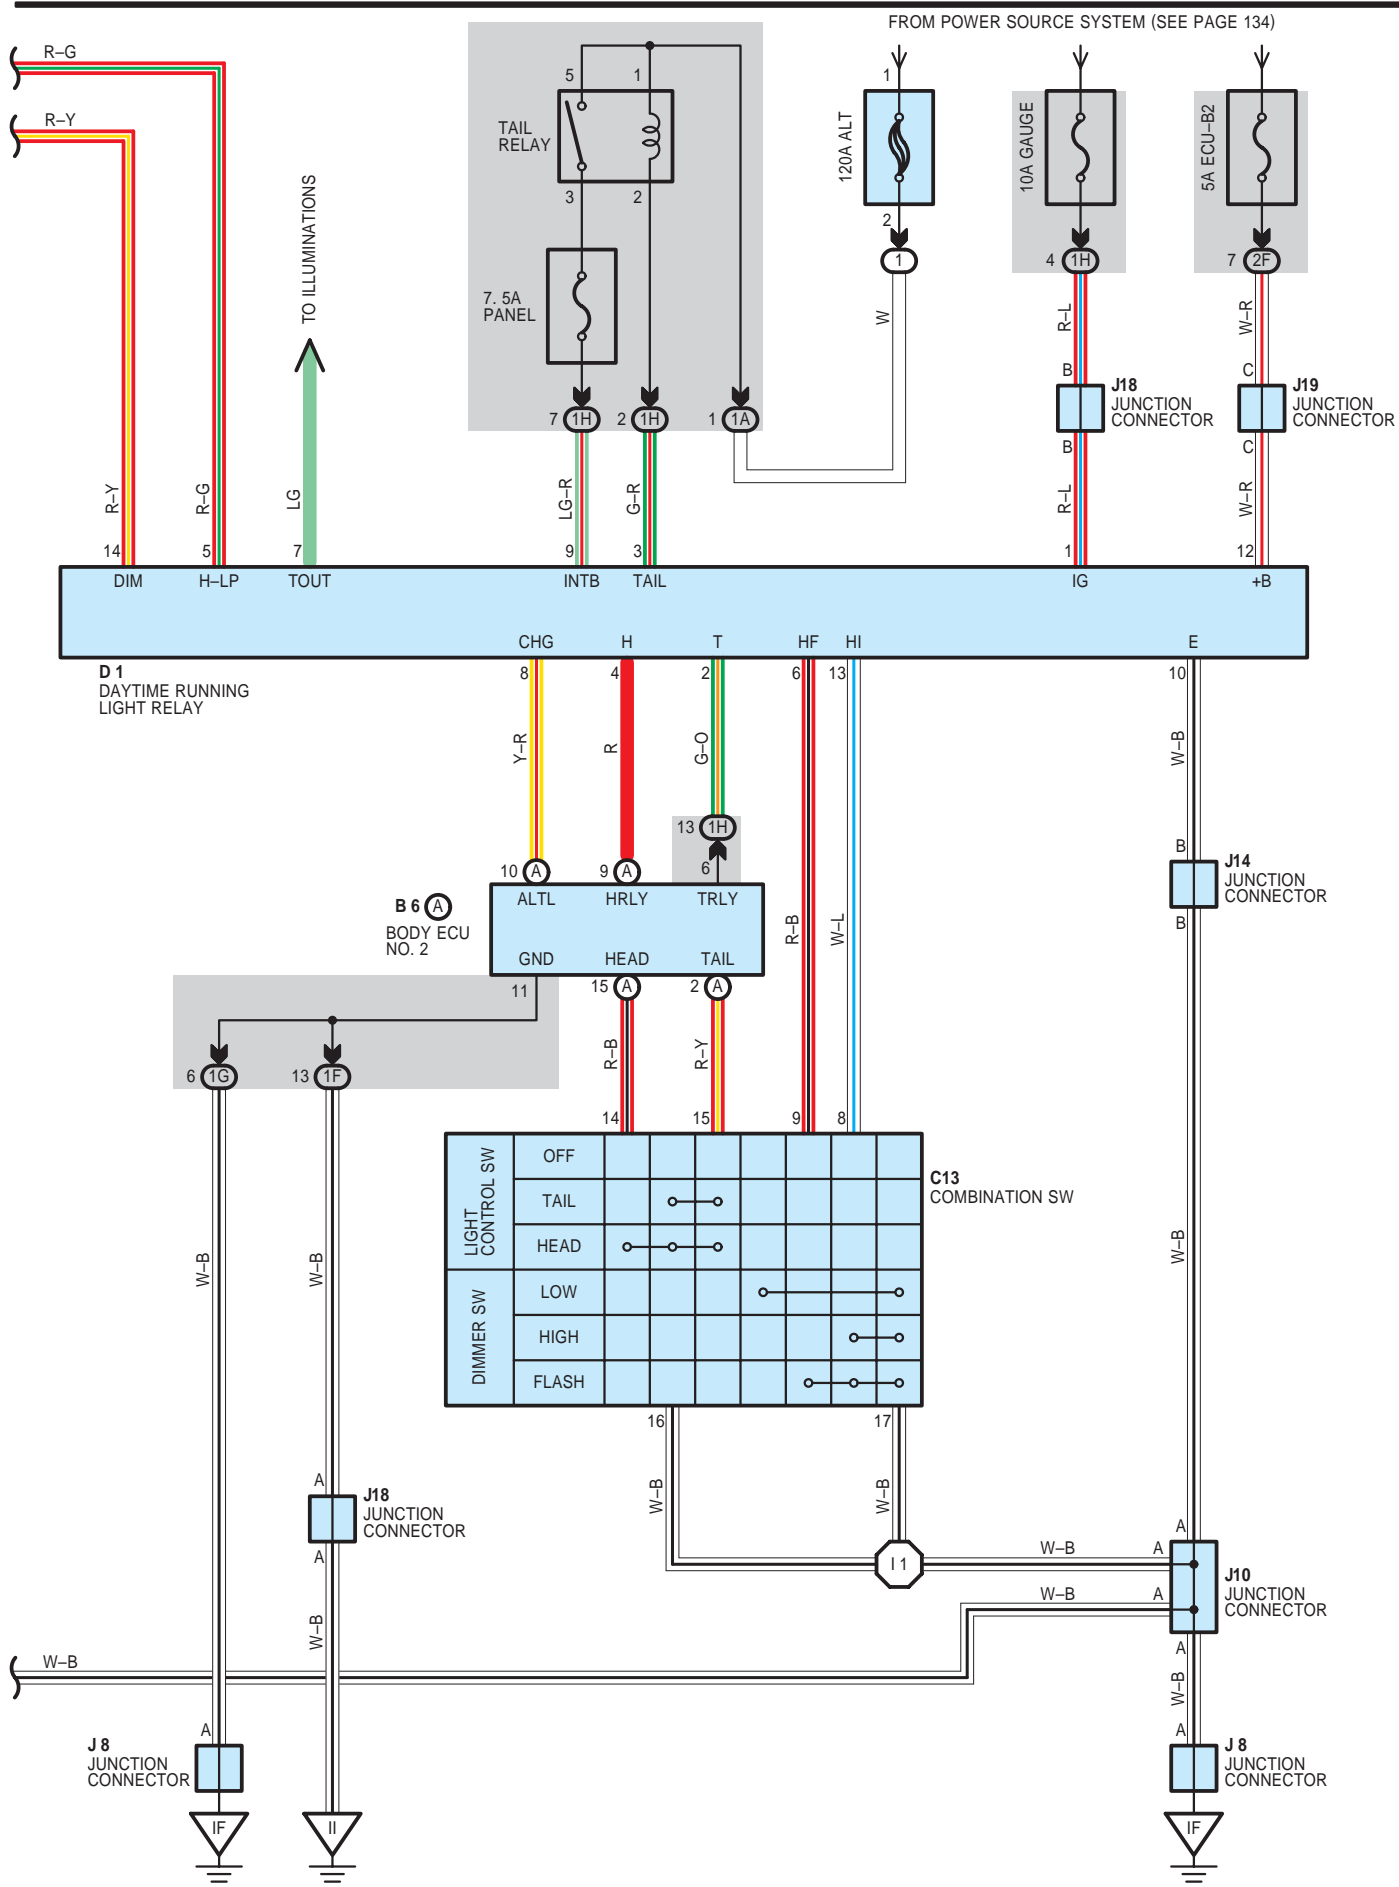 FROM POWER SOURCE SYSTEM (SEE PAGE 134)
R–G
R–Y
TO ILLUMINATIONS
5 1
TAIL
RELAY
3 2
7. 5A
PANEL
7 1H 2 1H 1 1A
1
120A ALT
2
1
W
10A GAUGE
4 1H
R–L
B
J18
JUNCTION
CONNECTOR
B
R–L
5A ECU–B2
7 2F
W–R
C
J19
JUNCTION
CONNECTOR
C
W–R
R–Y R–G LG LG–R G–R
14 5 7 9 3 1 12
DIM H–LP TOUT INTB TAIL IG +B
CHG H T HF HI E
D 1
DAYTIME RUNNING
LIGHT RELAY
8 4 2 6 13 10
Y–R R G–O W–B
13 1H
6
10 A 9 A
B 6 A
BODY ECU
NO. 2
ALTL HRLY TRLY
GND HEAD TAIL
R–B W–L
B
J14
JUNCTION
CONNECTOR
B
11 15 A 2 A
6 1G 13 1F
R–B R–Y
14 15 9 8
LIGHT
CONTROL SW
OFF
TAIL
HEAD
DIMMER SW
LOW
HIGH
FLASH
C13
COMBINATION SW
W–B W–B W–B
16 17
W–B W–B
A
J18
JUNCTION
CONNECTOR
A
W–B
I 1
W–B A
A
W–B A
J10
JUNCTION
CONNECTOR
A
W–B
W–B
A
J 8
JUNCTION
CONNECTOR
A
J 8
JUNCTION
CONNECTOR
IF II IF